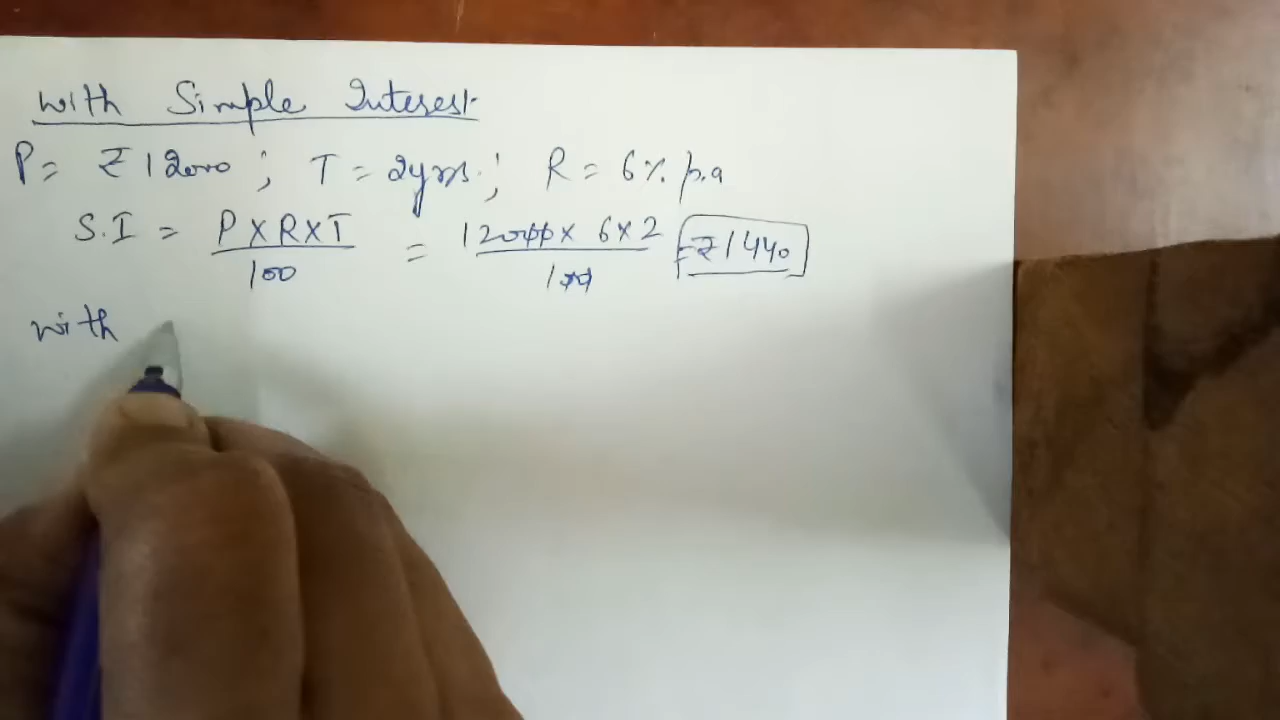 with Simple Interest.
P = ₹12000 ; T = 2yrs. ; R = 6% p.a
S.I = P X R X T / 100 = 12000 x 6 x 2 / 100 = ₹1440
with